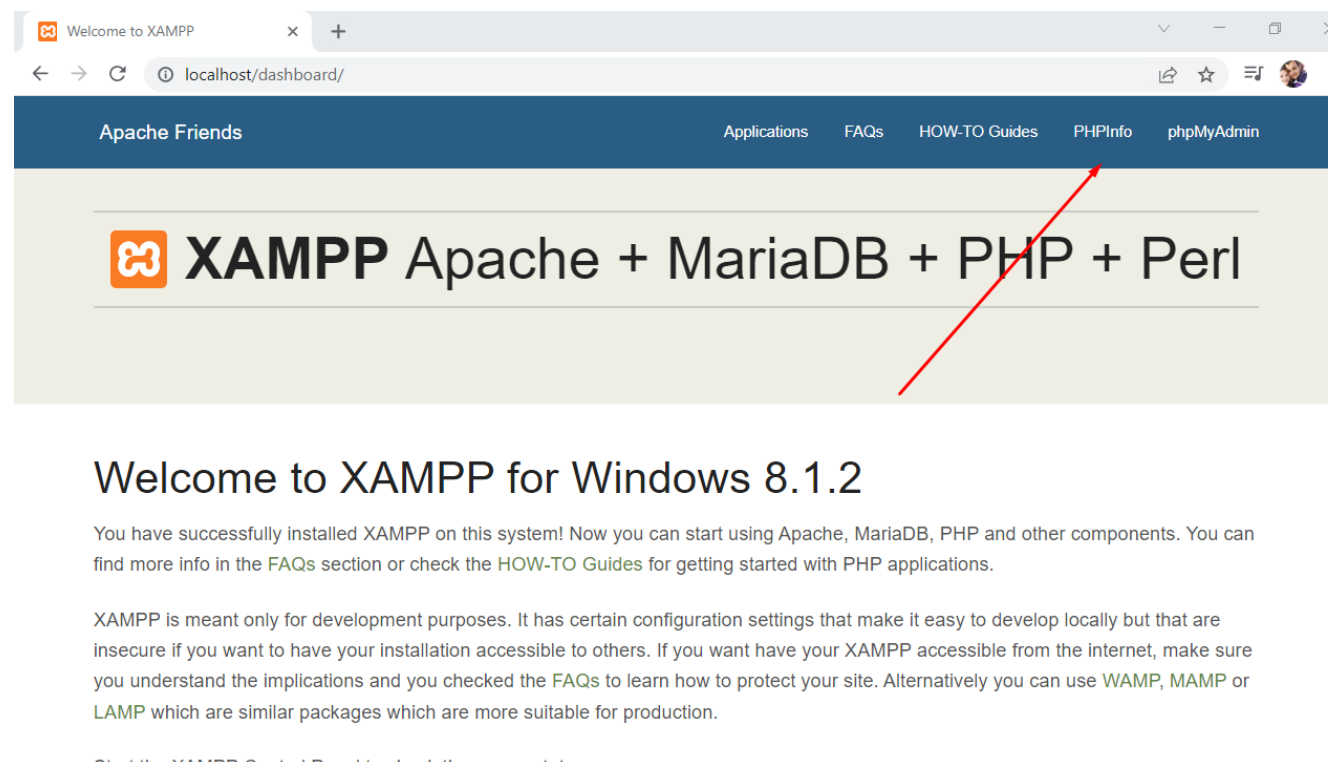 Welcome to XAMPP
localhost/dashboard/
Apache Friends
Applications FAQs HOW-TO Guides PHPInfo phpMyAdmin
XAMPP Apache + MariaDB + PHP + Perl
Welcome to XAMPP for Windows 8.1.2
You have successfully installed XAMPP on this system! Now you can start using Apache, MariaDB, PHP and other components. You can
find more info in the FAQs section or check the HOW-TO Guides for getting started with PHP applications.
XAMPP is meant only for development purposes. It has certain configuration settings that make it easy to develop locally but that are
insecure if you want to have your installation accessible to others. If you want have your XAMPP accessible from the internet, make sure
you understand the implications and you checked the FAQs to learn how to protect your site. Alternatively you can use WAMP, MAMP or
LAMP which are similar packages which are more suitable for production.